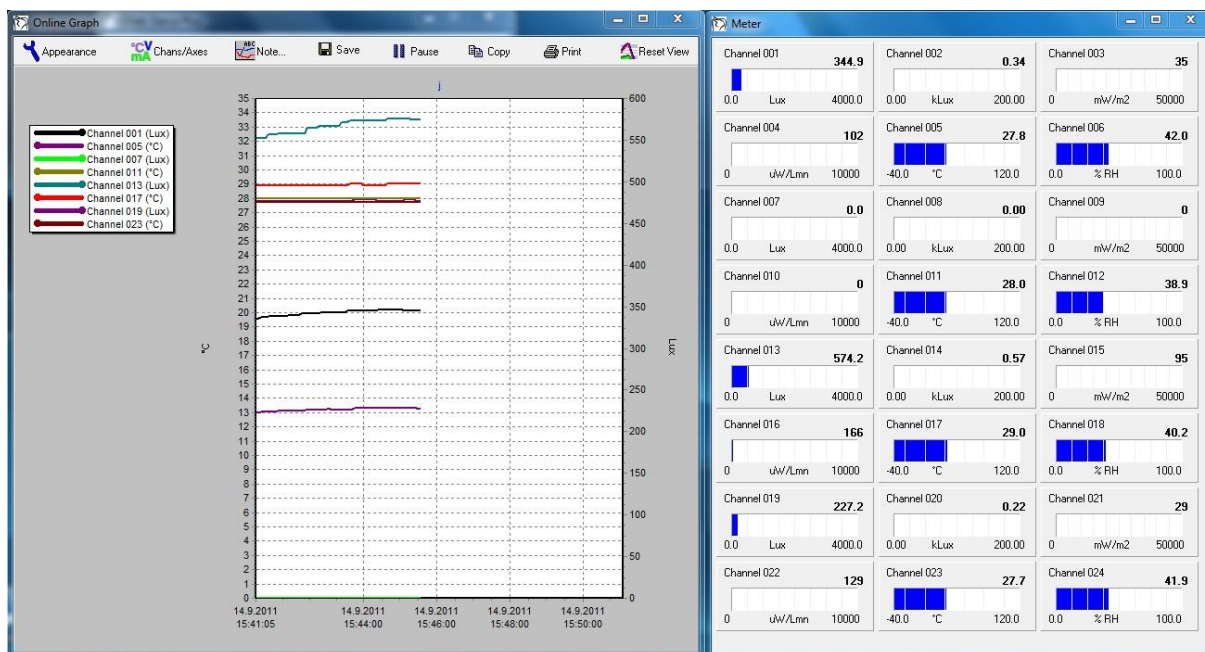 Online Graph
Appearance °CV mA Chans/Axes ABC Note... Save Pause Copy Print Reset View
j
Channel 001 (Lux)
Channel 005 (°C)
Channel 007 (Lux)
Channel 011 (°C)
Channel 013 (Lux)
Channel 017 (°C)
Channel 019 (Lux)
Channel 023 (°C)
35
34
33
32
31
30
29
28
27
26
25
24
23
22
21
20
19
18
17
16
15
14
13
12
11
10
9
8
7
6
5
4
3
2
1
0
°C
600
550
500
450
400
350
300
250
200
150
100
50
0
Lux
14.9.2011 14.9.2011 14.9.2011 14.9.2011 14.9.2011
15:41:05 15:44:00 15:46:00 15:48:00 15:50:00
Meter
Channel 001 344.9
0.0 Lux 4000.0
Channel 002 0.34
0.00 kLux 200.00
Channel 003 35
0 mW/m2 50000
Channel 004 102
0 uW/Lmn 10000
Channel 005 27.8
-40.0 °C 120.0
Channel 006 42.0
0.0 % RH 100.0
Channel 007 0.0
0.0 Lux 4000.0
Channel 008 0.00
0.00 kLux 200.00
Channel 009 0
0 mW/m2 50000
Channel 010 0
0 uW/Lmn 10000
Channel 011 28.0
-40.0 °C 120.0
Channel 012 38.9
0.0 % RH 100.0
Channel 013 574.2
0.0 Lux 4000.0
Channel 014 0.57
0.00 kLux 200.00
Channel 015 95
0 mW/m2 50000
Channel 016 166
0 uW/Lmn 10000
Channel 017 29.0
-40.0 °C 120.0
Channel 018 40.2
0.0 % RH 100.0
Channel 019 227.2
0.0 Lux 4000.0
Channel 020 0.22
0.00 kLux 200.00
Channel 021 29
0 mW/m2 50000
Channel 022 129
0 uW/Lmn 10000
Channel 023 27.7
-40.0 °C 120.0
Channel 024 41.9
0.0 % RH 100.0